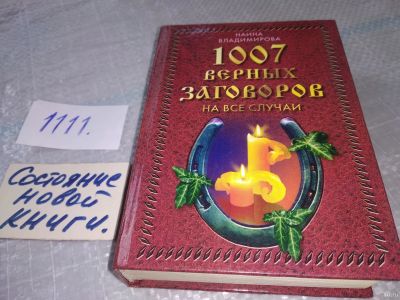 НАИНА
ВЛАДИМИРОВА
1007
ВЕРНЫХ
ЗАГОВОРОВ
НА ВСЕ СЛУЧАИ
1111.
Состояние
новой
книги.